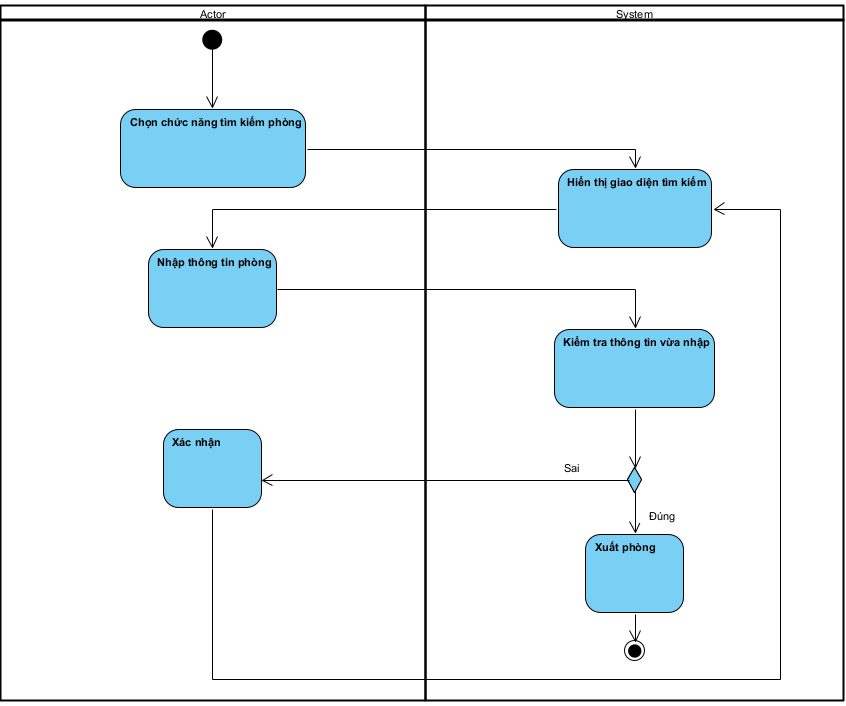 Actor
System
Chọn chức năng tìm kiếm phòng
Hiển thị giao diện tìm kiếm
Nhập thông tin phòng
Kiểm tra thông tin vừa nhập
Xác nhận
Sai
Đúng
Xuất phòng